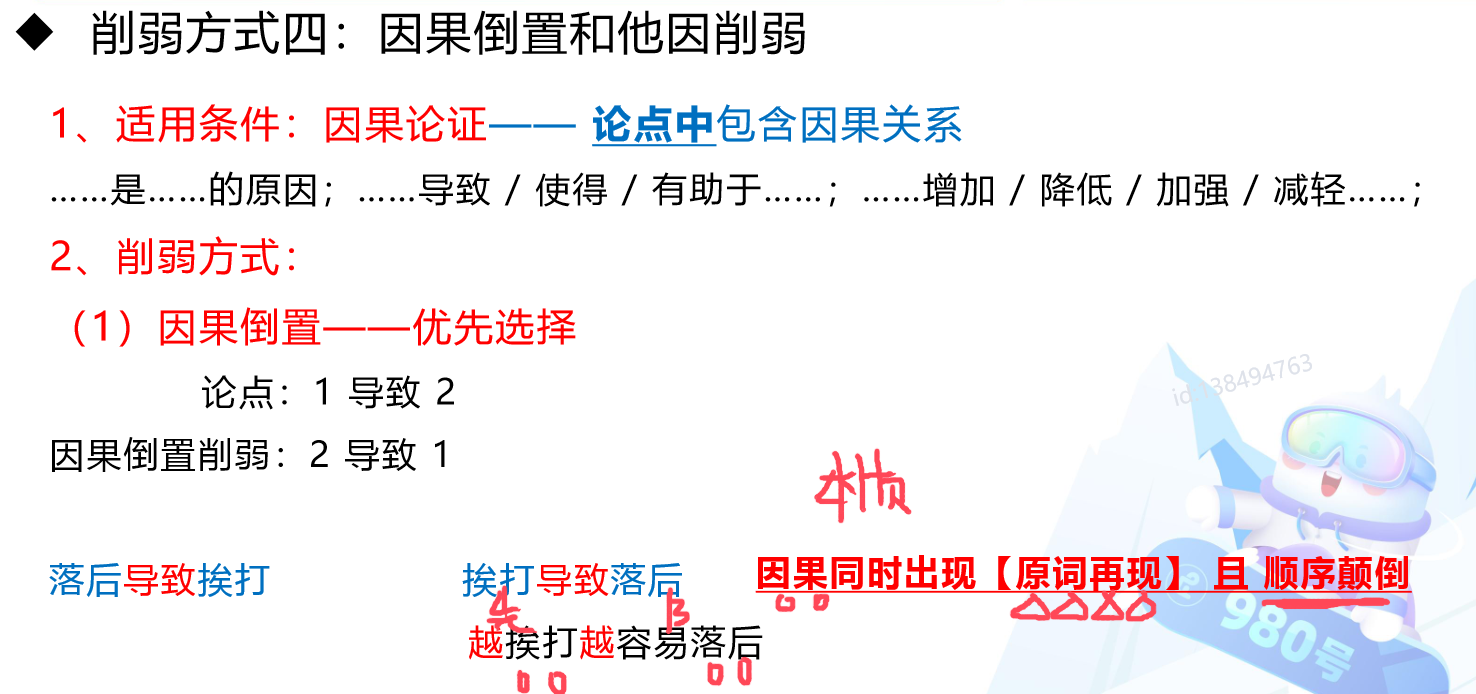 ◆ 削弱方式四：因果倒置和他因削弱
1、适用条件：因果论证—— 论点中包含因果关系
……是……的原因；……导致 / 使得 / 有助于……；……增加 / 降低 / 加强 / 减轻……；
2、削弱方式：
（1）因果倒置——优先选择
论点：1 导致 2
因果倒置削弱：2 导致 1
落后导致挨打 挨打导致落后 因果同时出现【原词再现】 且 顺序颠倒
先
越挨打越容易落后
980号